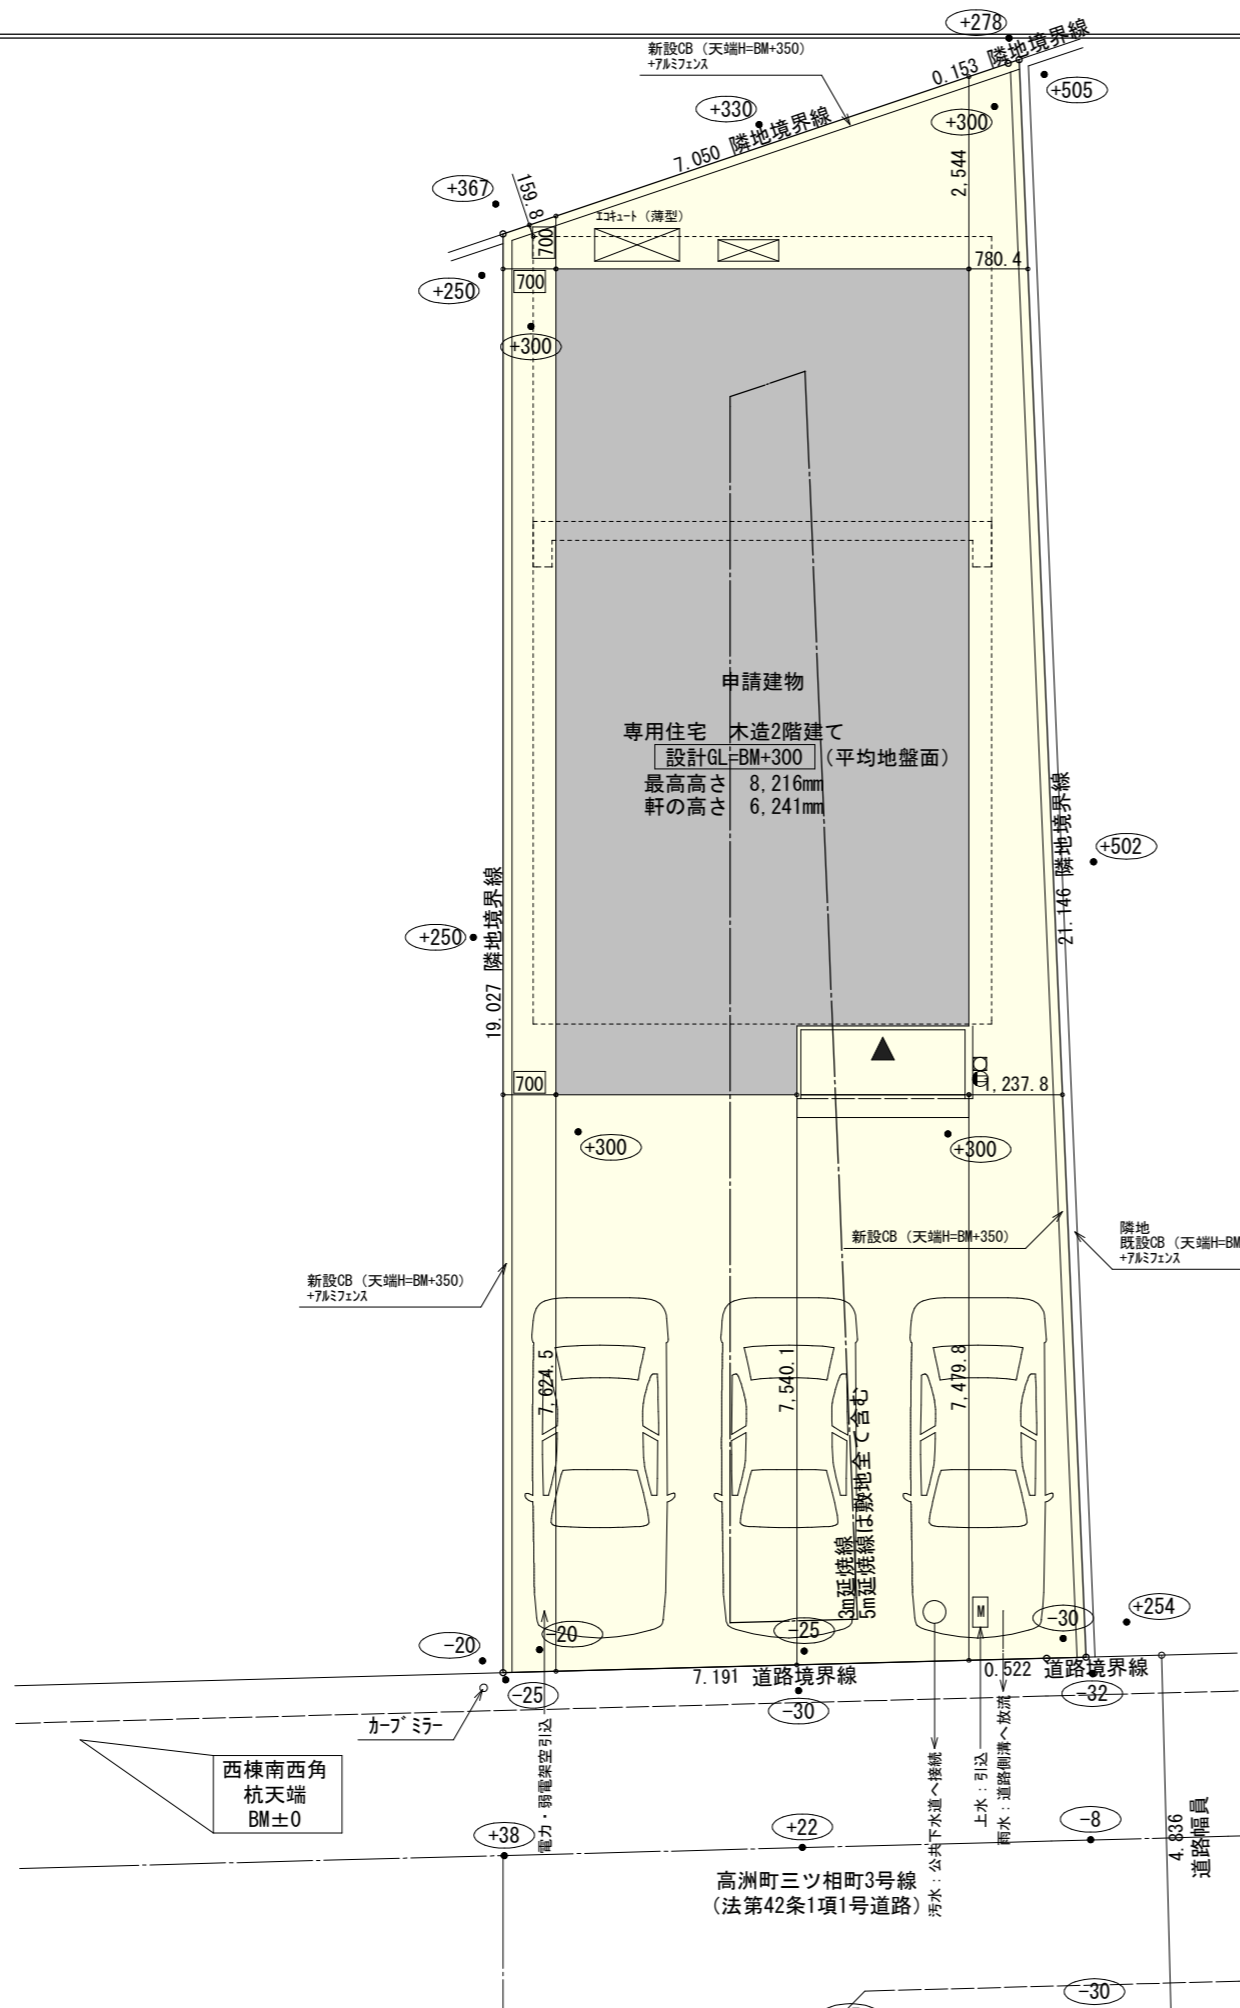 +278
新設CB（天端H=BM+350）
+ｱﾙﾐﾌｪﾝｽ
0.153 隣地境界線
+505
+330
+300
7.050 隣地境界線
2,544
+367
159.8
ｴｺｷｭｰﾄ（薄型）
700
780.4
700
+250
+300
申請建物
専用住宅　木造2階建て
設計GL=BM+300（平均地盤面）
最高高さ　8,216mm
軒の高さ　6,241mm
21.146 隣地境界線
+502
19.027 隣地境界線
+250
▲
700
1,237.8
+300
+300
新設CB（天端H=BM+350）
隣地
既設CB（天端H=BM
+ｱﾙﾐﾌｪﾝｽ
新設CB（天端H=BM+350）
+ｱﾙﾐﾌｪﾝｽ
7,624.5
7,540.1
7,479.8
3m延焼線
5m延焼線は敷地全て含む
M
+254
-20
-20
-25
-30
7.191 道路境界線
0.522 道路境界線
-25
-30
-32
ｶｰﾌﾞﾐﾗｰ
西棟南西角
杭天端
BM±0
電力・弱電架空引込
汚水：公共下水道へ接続
上水：引込
雨水：道路側溝へ放流
+38
+22
-8
4.836
道路幅員
高洲町三ツ相町3号線
（法第42条1項1号道路）
-30